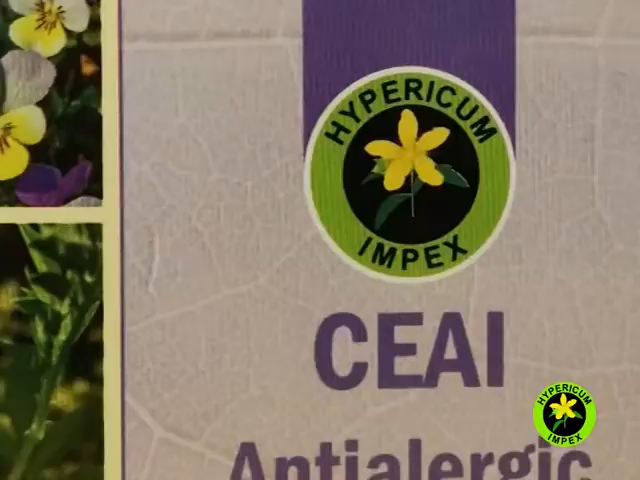 HYPERICUM
IMPEX
CEAI
Antialergic
HYPERICUM
IMPEX